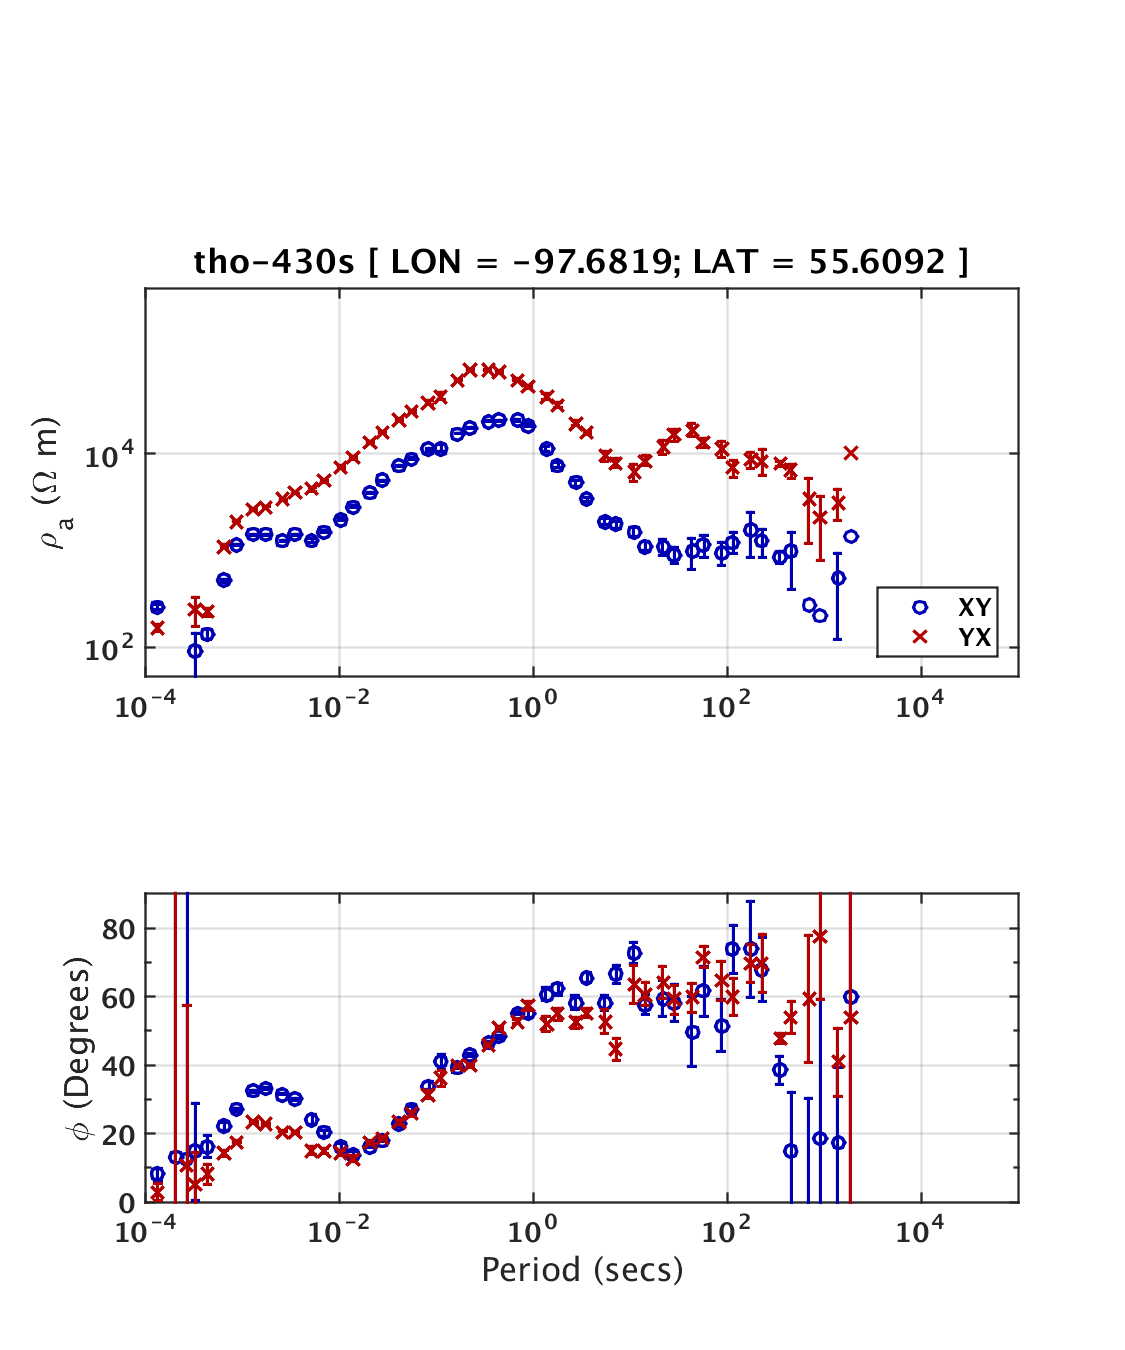 tho-430s [ LON = -97.6819; LAT = 55.6092 ]
ρa (Ω m)
10^4
10^2
XY
YX
10^-4 10^-2 10^0 10^2 10^4
φ (Degrees)
80
60
40
20
0
10^-4 10^-2 10^0 10^2 10^4
Period (secs)